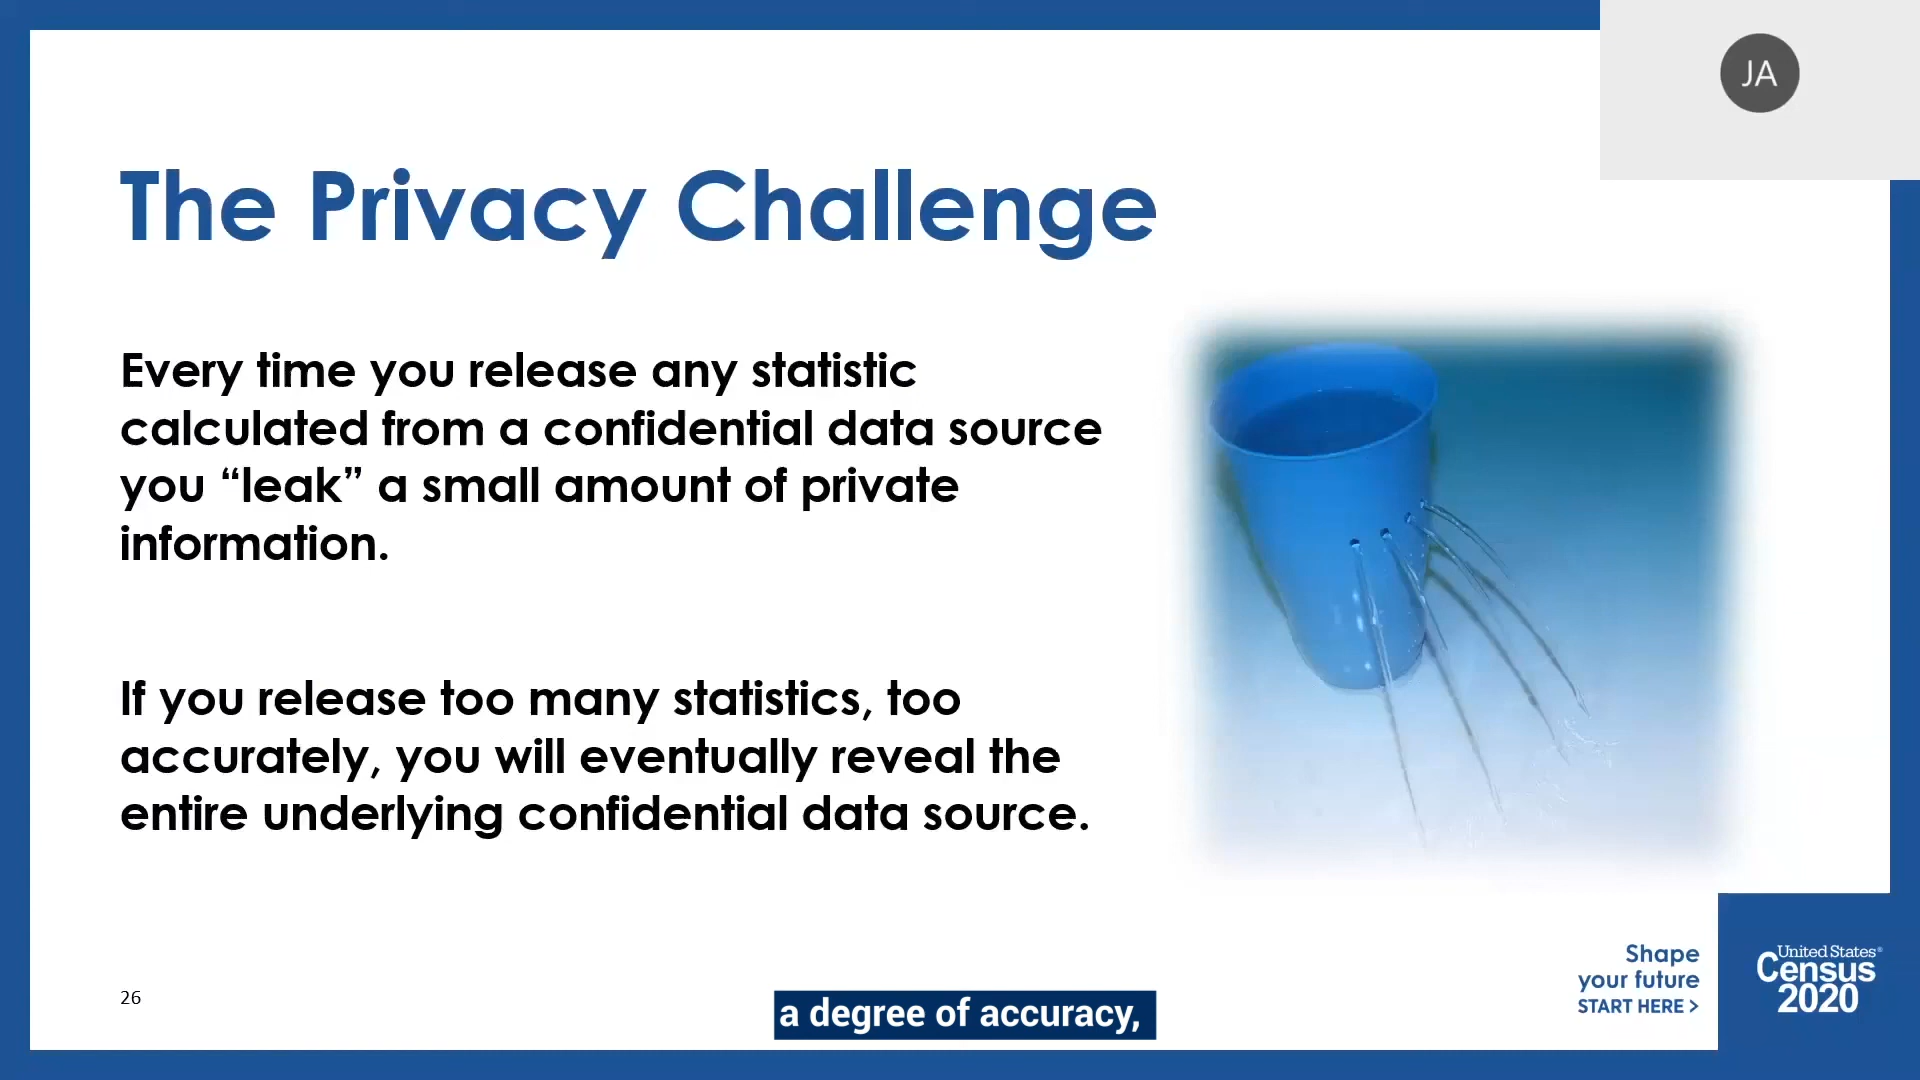 JA
The Privacy Challenge
Every time you release any statistic
calculated from a confidential data source
you “leak” a small amount of private
information.
If you release too many statistics, too
accurately, you will eventually reveal the
entire underlying confidential data source.
Shape
your future
START HERE >
United States®
Census
2020
26
a degree of accuracy,